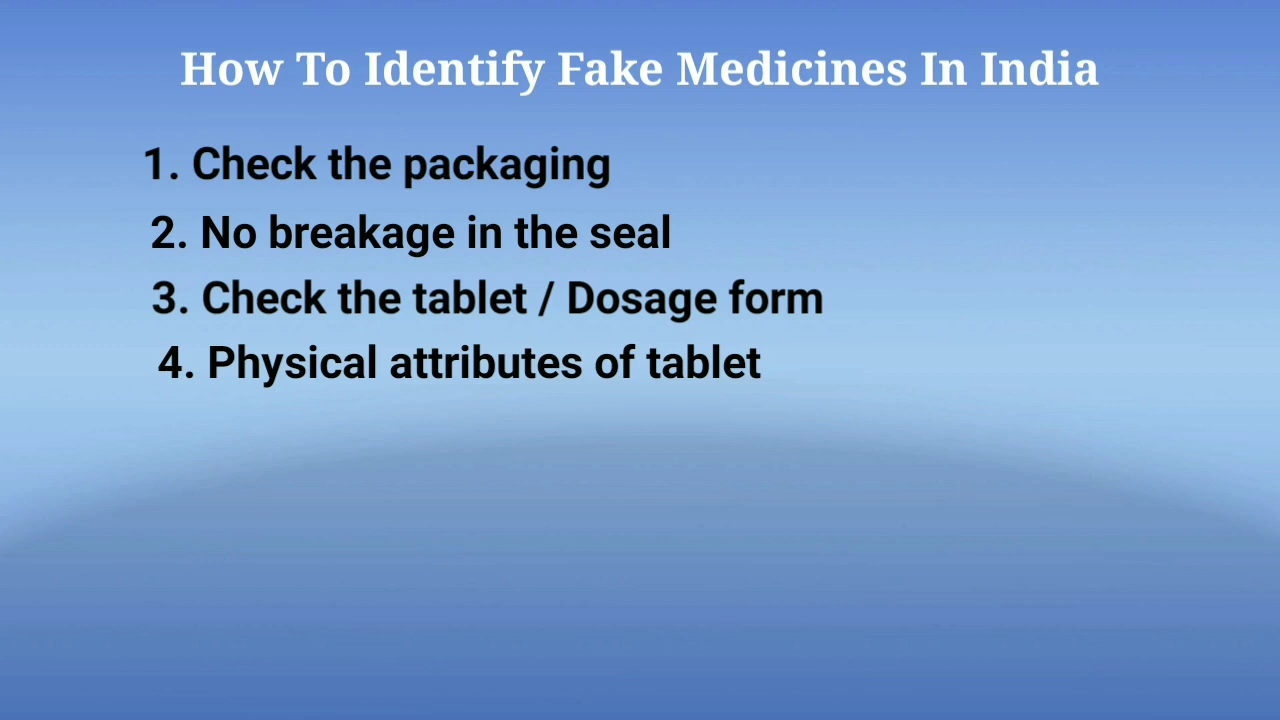 How To Identify Fake Medicines In India
1. Check the packaging
2. No breakage in the seal
3. Check the tablet / Dosage form
4. Physical attributes of tablet